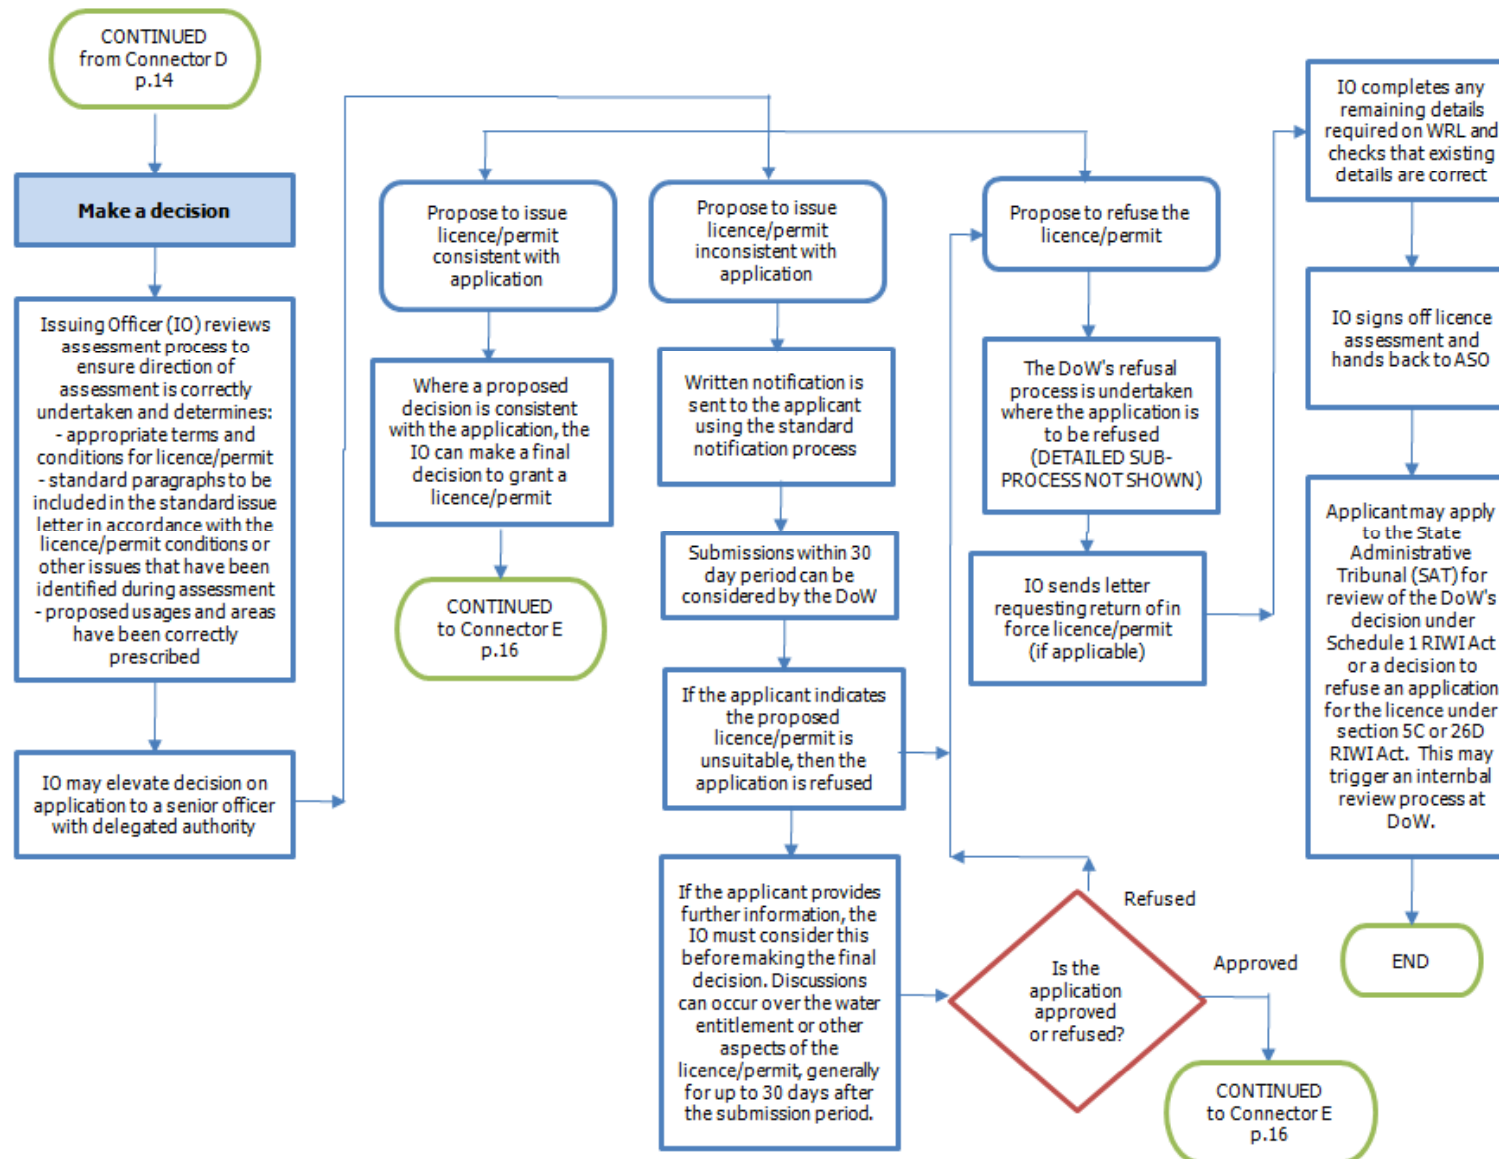 CONTINUED
from Connector D
p.14
Make a decision
Issuing Officer (IO) reviews
assessment process to
ensure direction of
assessment is correctly
undertaken and determines:
- appropriate terms and
conditions for licence/permit
- standard paragraphs to be
included in the standard issue
letter in accordance with the
licence/permit conditions or
other issues that have been
identified during assessment
- proposed usages and areas
have been correctly
prescribed
IO may elevate decision on
application to a senior officer
with delegated authority
Propose to issue
licence/permit
consistent with
application
Where a proposed
decision is consistent
with the application, the
IO can make a final
decision to grant a
licence/permit
CONTINUED
to Connector E
p.16
Propose to issue
licence/permit
inconsistent with
application
Written notification is
sent to the applicant
using the standard
notification process
Submissions within 30
day period can be
considered by the DoW
If the applicant indicates
the proposed
licence/permit is
unsuitable, then the
application is refused
If the applicant provides
further information, the
IO must consider this
before making the final
decision. Discussions
can occur over the water
entitlement or other
aspects of the
licence/permit, generally
for up to 30 days after
the submission period.
Is the
application
approved
or refused?
Refused
Approved
CONTINUED
to Connector E
p.16
Propose to refuse the
licence/permit
The DoW's refusal
process is undertaken
where the application is
to be refused
(DETAILED SUB-
PROCESS NOT SHOWN)
IO sends letter
requesting return of in
force licence/permit
(if applicable)
IO completes any
remaining details
required on WRL and
checks that existing
details are correct
IO signs off licence
assessment and
hands back to ASO
Applicant may apply
to the State
Administrative
Tribunal (SAT) for
review of the DoW's
decision under
Schedule 1 RIWI Act
or a decision to
refuse an application
for the licence under
section 5C or 26D
RIWI Act. This may
trigger an internbal
review process at
DoW.
END